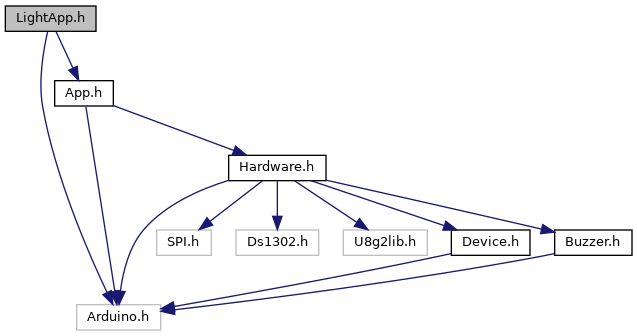 LightApp.h
App.h
Hardware.h
SPI.h
Ds1302.h
U8g2lib.h
Device.h
Buzzer.h
Arduino.h